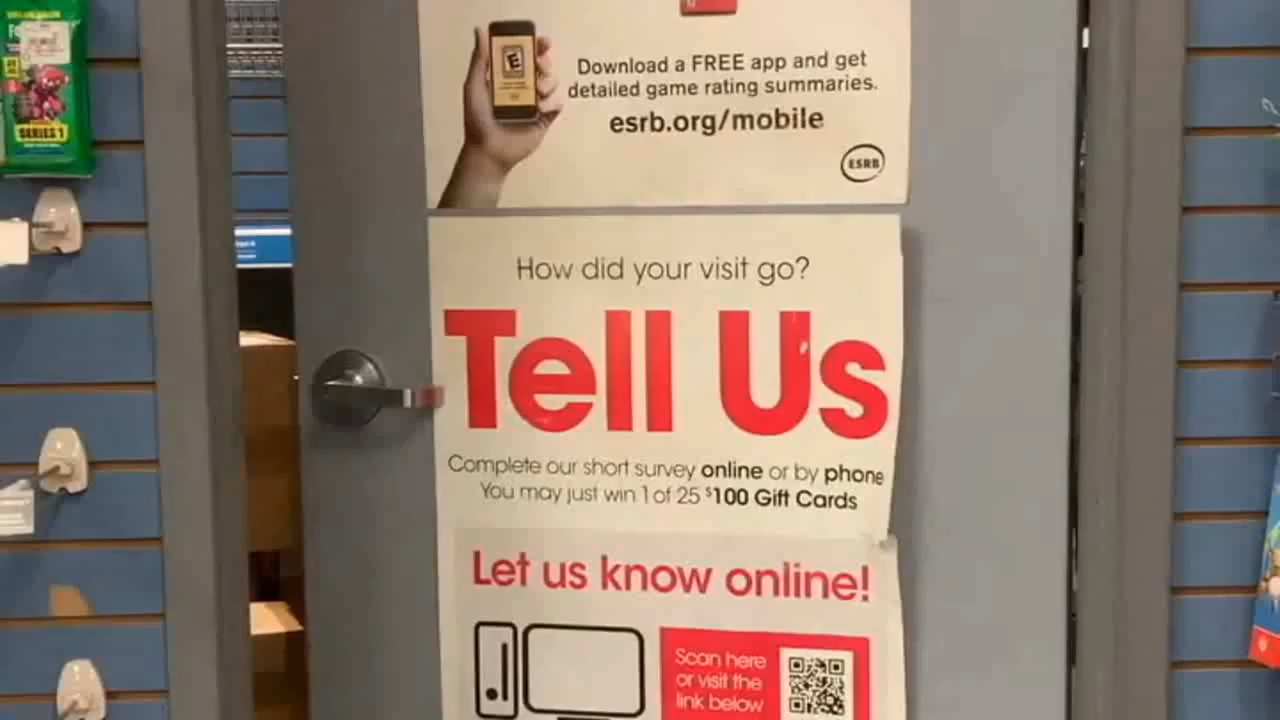 SERIES 1
E
Download a FREE app and get
detailed game rating summaries.
esrb.org/mobile
ESRB
How did your visit go?
Tell Us
Complete our short survey online or by phone
You may just win 1 of 25 $100 Gift Cards
Let us know online!
Scan here
or visit the
link below